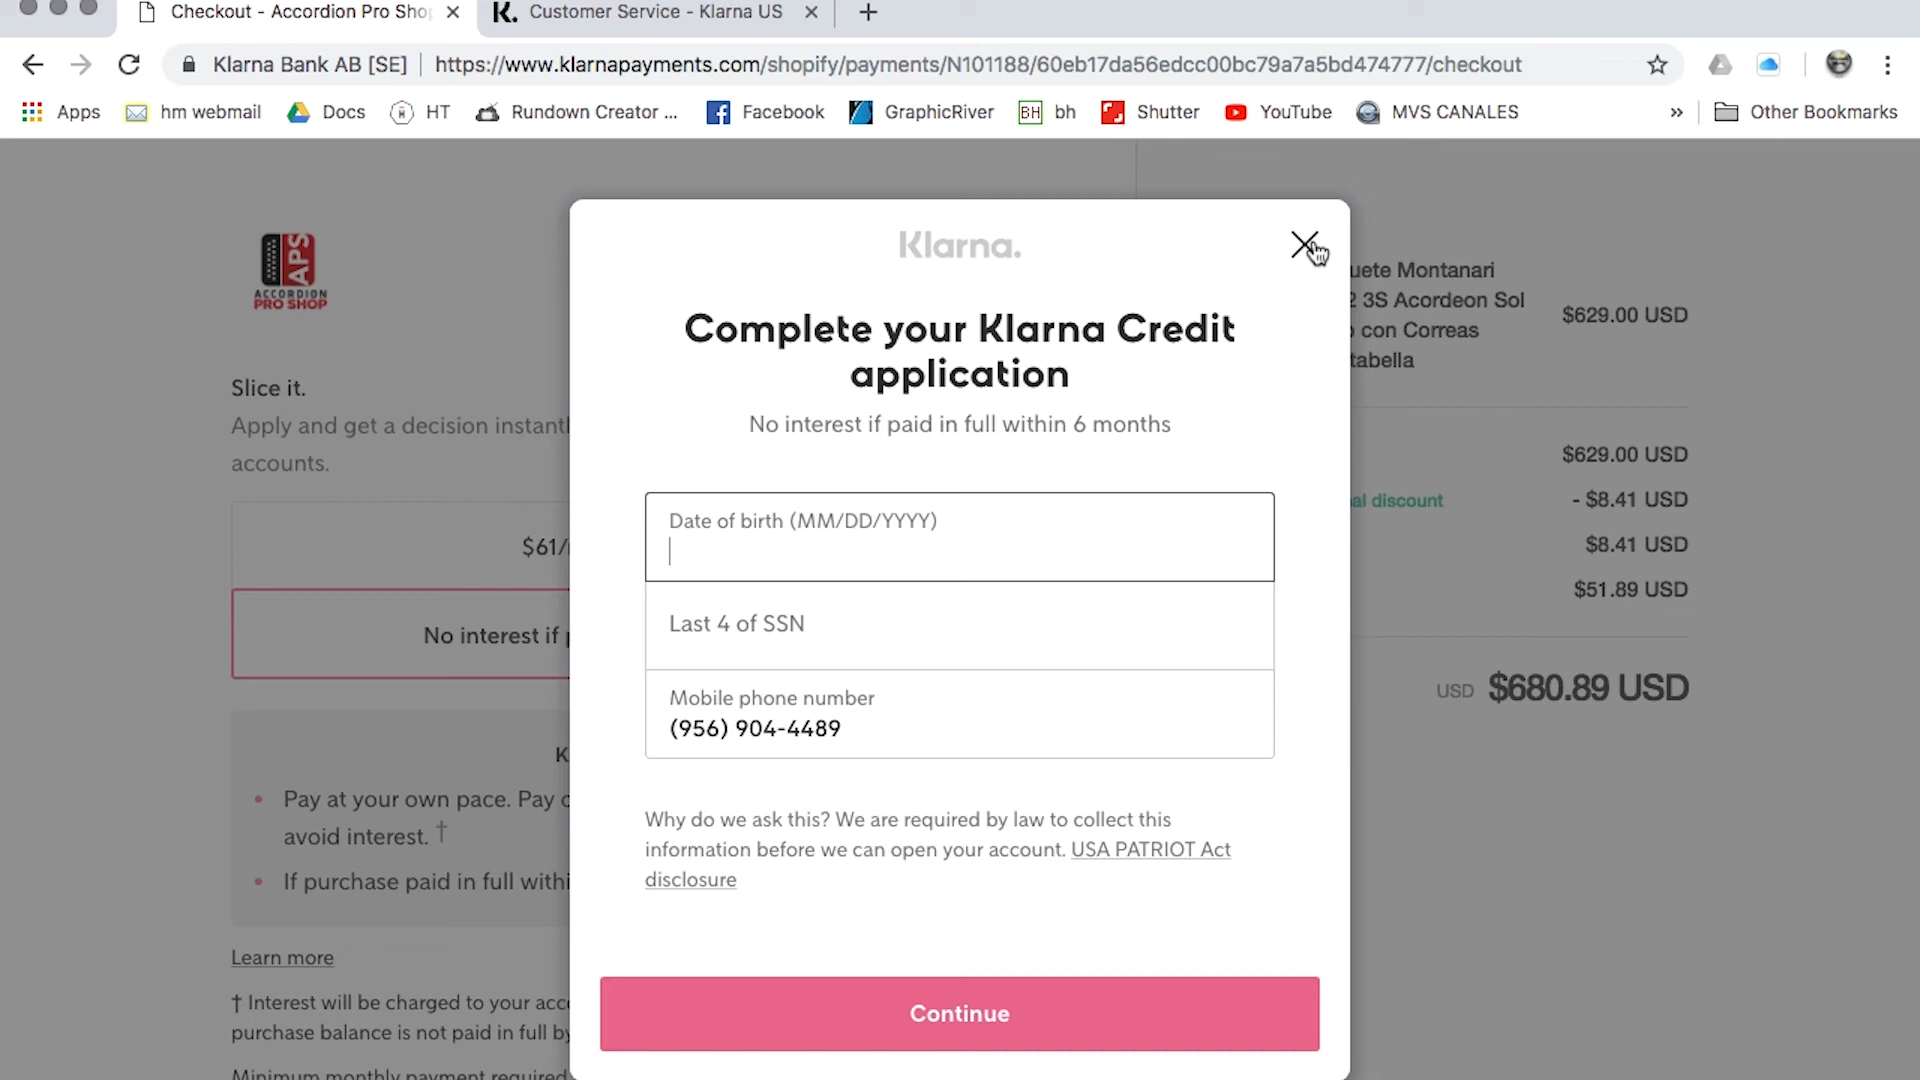 Checkout - Accordion Pro Shop
Customer Service - Klarna US
Klarna Bank AB [SE]
https://www.klarnapayments.com/shopify/payments/N101188/60eb17da56edcc00bc79a7a5bd474777/checkout
Apps
hm webmail
Docs
HT
Rundown Creator ...
Facebook
GraphicRiver
BH
bh
Shutter
YouTube
MVS CANALES
»
Other Bookmarks
APS
ACCORDION
PRO SHOP
Slice it.
Apply and get a decision instantl
accounts.
$61/
No interest if p
K
• Pay at your own pace. Pay o
avoid interest. †
• If purchase paid in full withi
Learn more
† Interest will be charged to your acco
purchase balance is not paid in full by
Minimum monthly payment required
Klarna.
Complete your Klarna Credit
application
No interest if paid in full within 6 months
Date of birth (MM/DD/YYYY)
Last 4 of SSN
Mobile phone number
(956) 904-4489
Why do we ask this? We are required by law to collect this
information before we can open your account. USA PATRIOT Act
disclosure
Continue
uete Montanari
2 3S Acordeon Sol
con Correas
tabella
$629.00 USD
$629.00 USD
al discount
- $8.41 USD
$8.41 USD
$51.89 USD
USD $680.89 USD